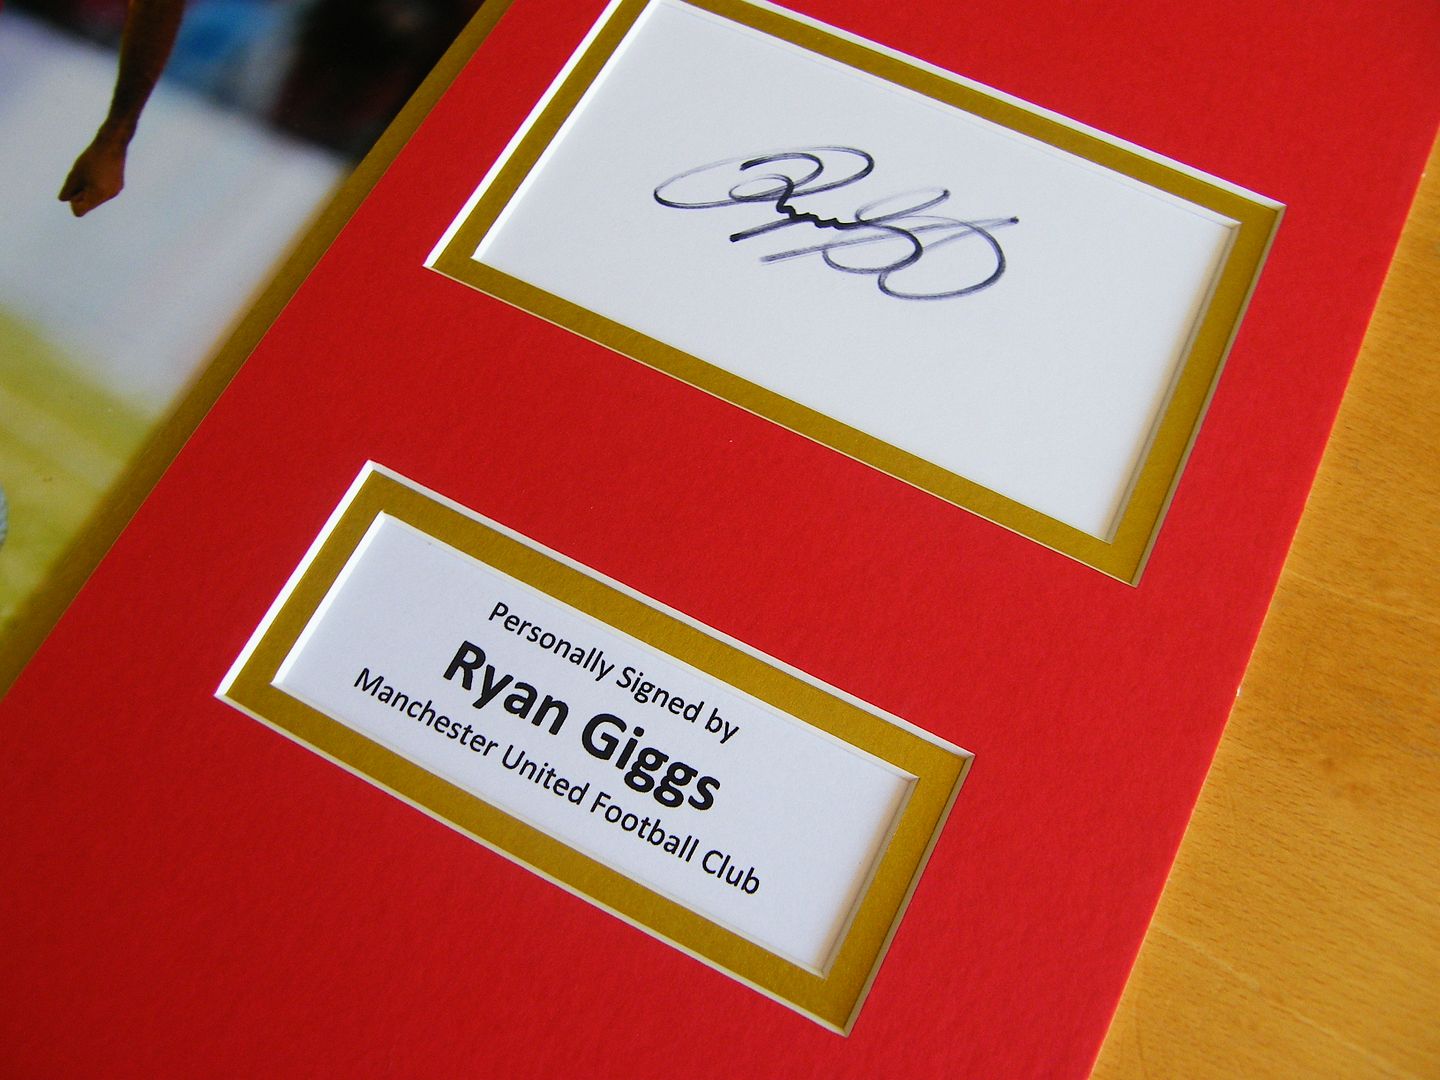 Personally Signed by
Ryan Giggs
Manchester United Football Club